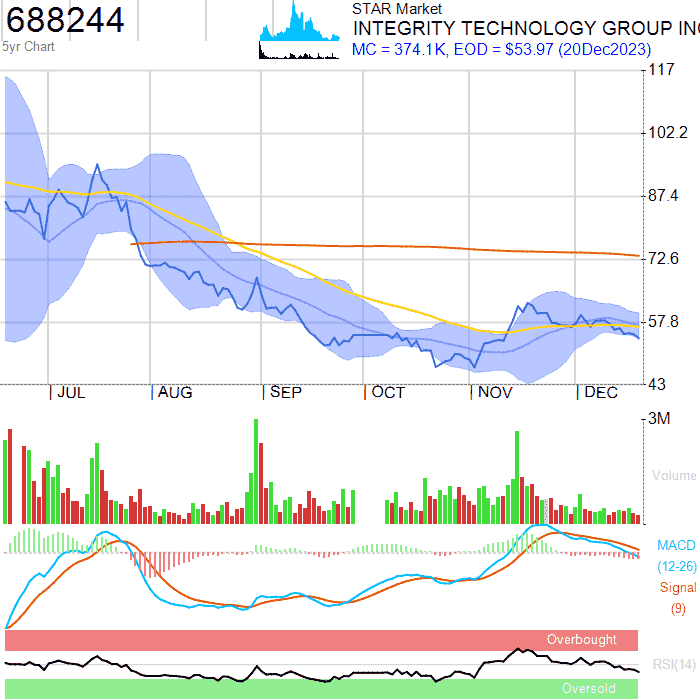 688244
5yr Chart
STAR Market
INTEGRITY TECHNOLOGY GROUP INC
MC = 374.1K, EOD = $53.97 (20Dec2023)
117
102.2
87.4
72.6
57.8
43
JUL AUG SEP OCT NOV DEC
3M
Volume
MACD
(12-26)
Signal
(9)
Overbought
RSI(14)
Oversold